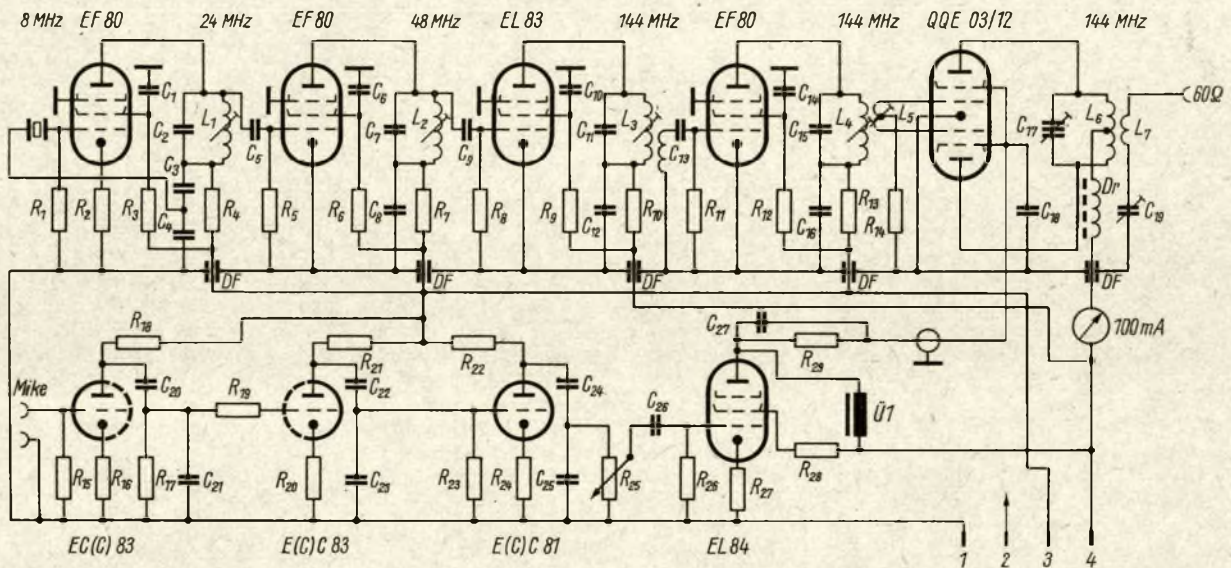 8 MHz EF 80 24 MHz EF 80 48 MHz EL 83 144 MHz EF 80 144 MHz QQE 03/12 144 MHz
C1 C6 C10 C14 60Ω
C2 L1 C7 L2 C11 L3 C15 L4 L5 C17 L6 L7
C5 C9 C13
C3
R1 R2 R3 C4 R4 R5 R6 C8 R7 R8 R9 C12 R10 R11 R12 C16 R13 R14 C18 Dr C19
DF DF DF DF DF
R18 C27 100 mA
R21 R22 R29
Mike C20 R19 C22 C24 C26 Ü1
R15 R16 R17 C21 R20 C23 R23 R24 C25 R25 R26 R27 R28
EC(C) 83 E(C)C 83 E(C)C 81 EL 84 1 2 3 4